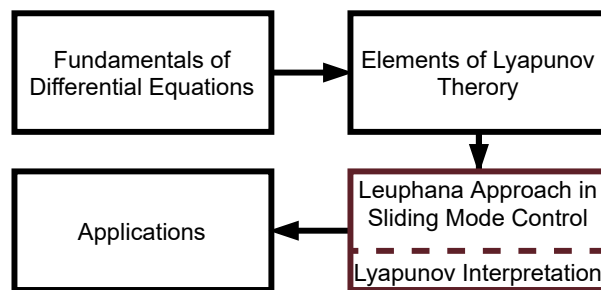 Fundamentals of
Differential Equations
Elements of Lyapunov
Therory
Leuphana Approach in
Sliding Mode Control
Lyapunov Interpretation
Applications